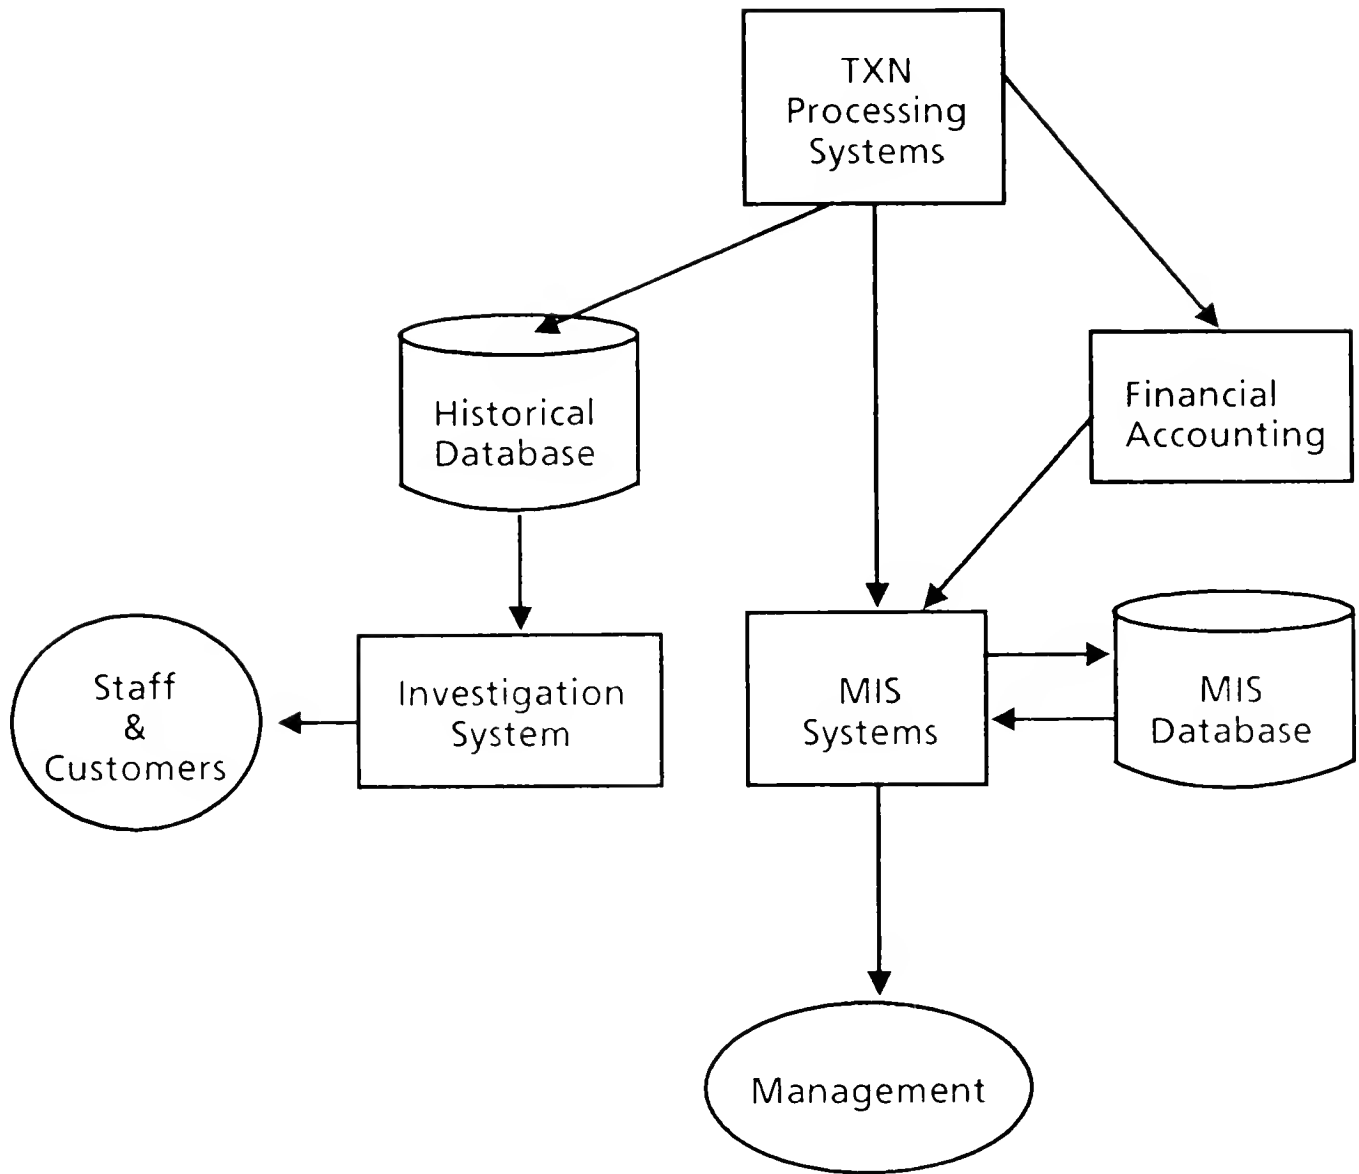 TXN
Processing
Systems
Historical
Database
Financial
Accounting
Staff
&
Customers
Investigation
System
MIS
Systems
MIS
Database
Management